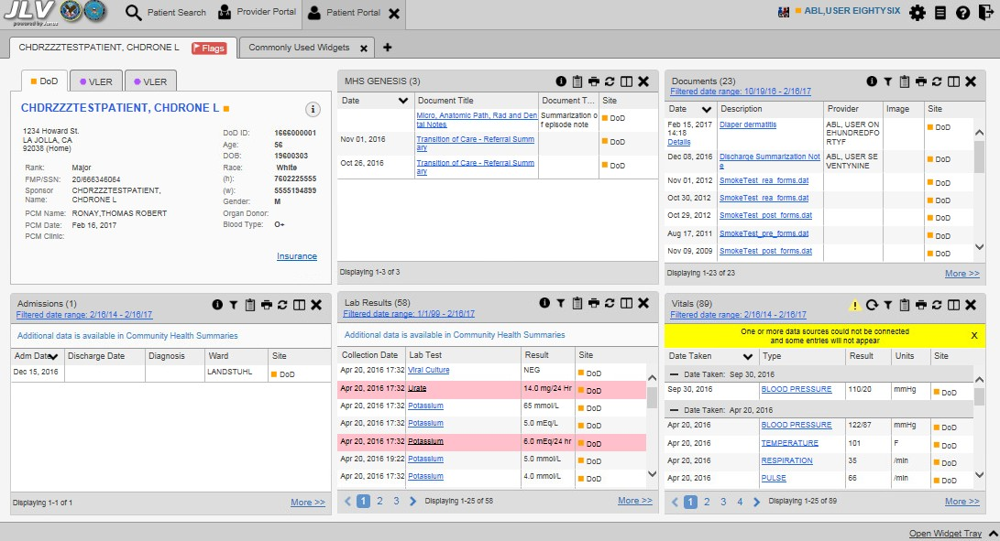 JLV
powered by Janus
Patient Search
Provider Portal
Patient Portal
ABL,USER EIGHTYSIX
CHDRZZZTESTPATIENT, CHDRONE L
Flags
Commonly Used Widgets
DoD
VLER
VLER
CHDRZZZTESTPATIENT, CHDRONE L
1234 Howard St.
LA JOLLA, CA
92038 (Home)
Rank: Major
FMP/SSN: 20/666346064
Sponsor Name: CHDRZZZTESTPATIENT, CHDRONE L
PCM Name: RONAY,THOMAS ROBERT
PCM Date: Feb 16, 2017
PCM Clinic:
DoD ID: 1666000001
Age: 56
DOB: 19600303
Race: White
(h): 7602225555
(w): 5555194899
Gender: M
Organ Donor:
Blood Type: O+
Insurance
MHS GENESIS (3)
Date Document Title Document T... Site
Micro, Anatomic Path, Rad and Den
tal Notes
Summarization o
f episode note
DoD
Nov 01, 2016 Transition of Care - Referral Summ
ary
DoD
Oct 26, 2016 Transition of Care - Referral Summ
ary
DoD
Displaying 1-3 of 3
Documents (23)
Filtered date range: 10/19/16 - 2/16/17
Date Description Provider Image Site
Feb 15, 2017
14:18
Details
Diaper dermatitis
ABL, USER ON
EHUNDREDFO
RTYF
DoD
Dec 08, 2016 Discharge Summarization Not
e
ABL, USER SE
VENTYNINE
DoD
Nov 01, 2012 SmokeTest_rea_forms.dat DoD
Oct 30, 2012 SmokeTest_rea_forms.dat DoD
Oct 29, 2012 SmokeTest_post_forms.dat DoD
Aug 17, 2011 SmokeTest_pre_forms.dat DoD
Nov 09, 2009 SmokeTest_post_forms.dat DoD
Displaying 1-23 of 23
More >>
Admissions (1)
Filtered date range: 2/16/14 - 2/16/17
Additional data is available in Community Health Summaries
Adm Date Discharge Date Diagnosis Ward Site
Dec 15, 2016 LANDSTUHL DoD
Displaying 1-1 of 1
More >>
Lab Results (58)
Filtered date range: 1/1/99 - 2/16/17
Additional data is available in Community Health Summaries
Collection Date Lab Test Result Site
Apr 20, 2016 17:32 Viral Culture NEG DoD
Apr 20, 2016 17:32 Urate 14.0 mg/24 Hr DoD
Apr 20, 2016 17:32 Potassium 65 mmol/L DoD
Apr 20, 2016 17:32 Potassium 5.0 mEq/L DoD
Apr 20, 2016 17:32 Potassium 6.0 mEq/24 hr DoD
Apr 20, 2016 19:22 Potassium 5.0 mmol/L DoD
Apr 20, 2016 17:32 Potassium 4.0 mmol/L DoD
1 2 3 Displaying 1-25 of 58
More >>
Vitals (89)
Filtered date range: 2/16/14 - 2/16/17
One or more data sources could not be connected
and some entries will not appear
X
Date Taken Type Result Units Site
Date Taken: Sep 30, 2016
Sep 30, 2016 BLOOD PRESSURE 110/20 mmHg DoD
Date Taken: Apr 20, 2016
Apr 20, 2016 BLOOD PRESSURE 122/87 mmHg DoD
Apr 20, 2016 TEMPERATURE 101 F DoD
Apr 20, 2016 RESPIRATION 35 /min DoD
Apr 20, 2016 PULSE 66 /min DoD
1 2 3 4 Displaying 1-25 of 89
More >>
Open Widget Tray